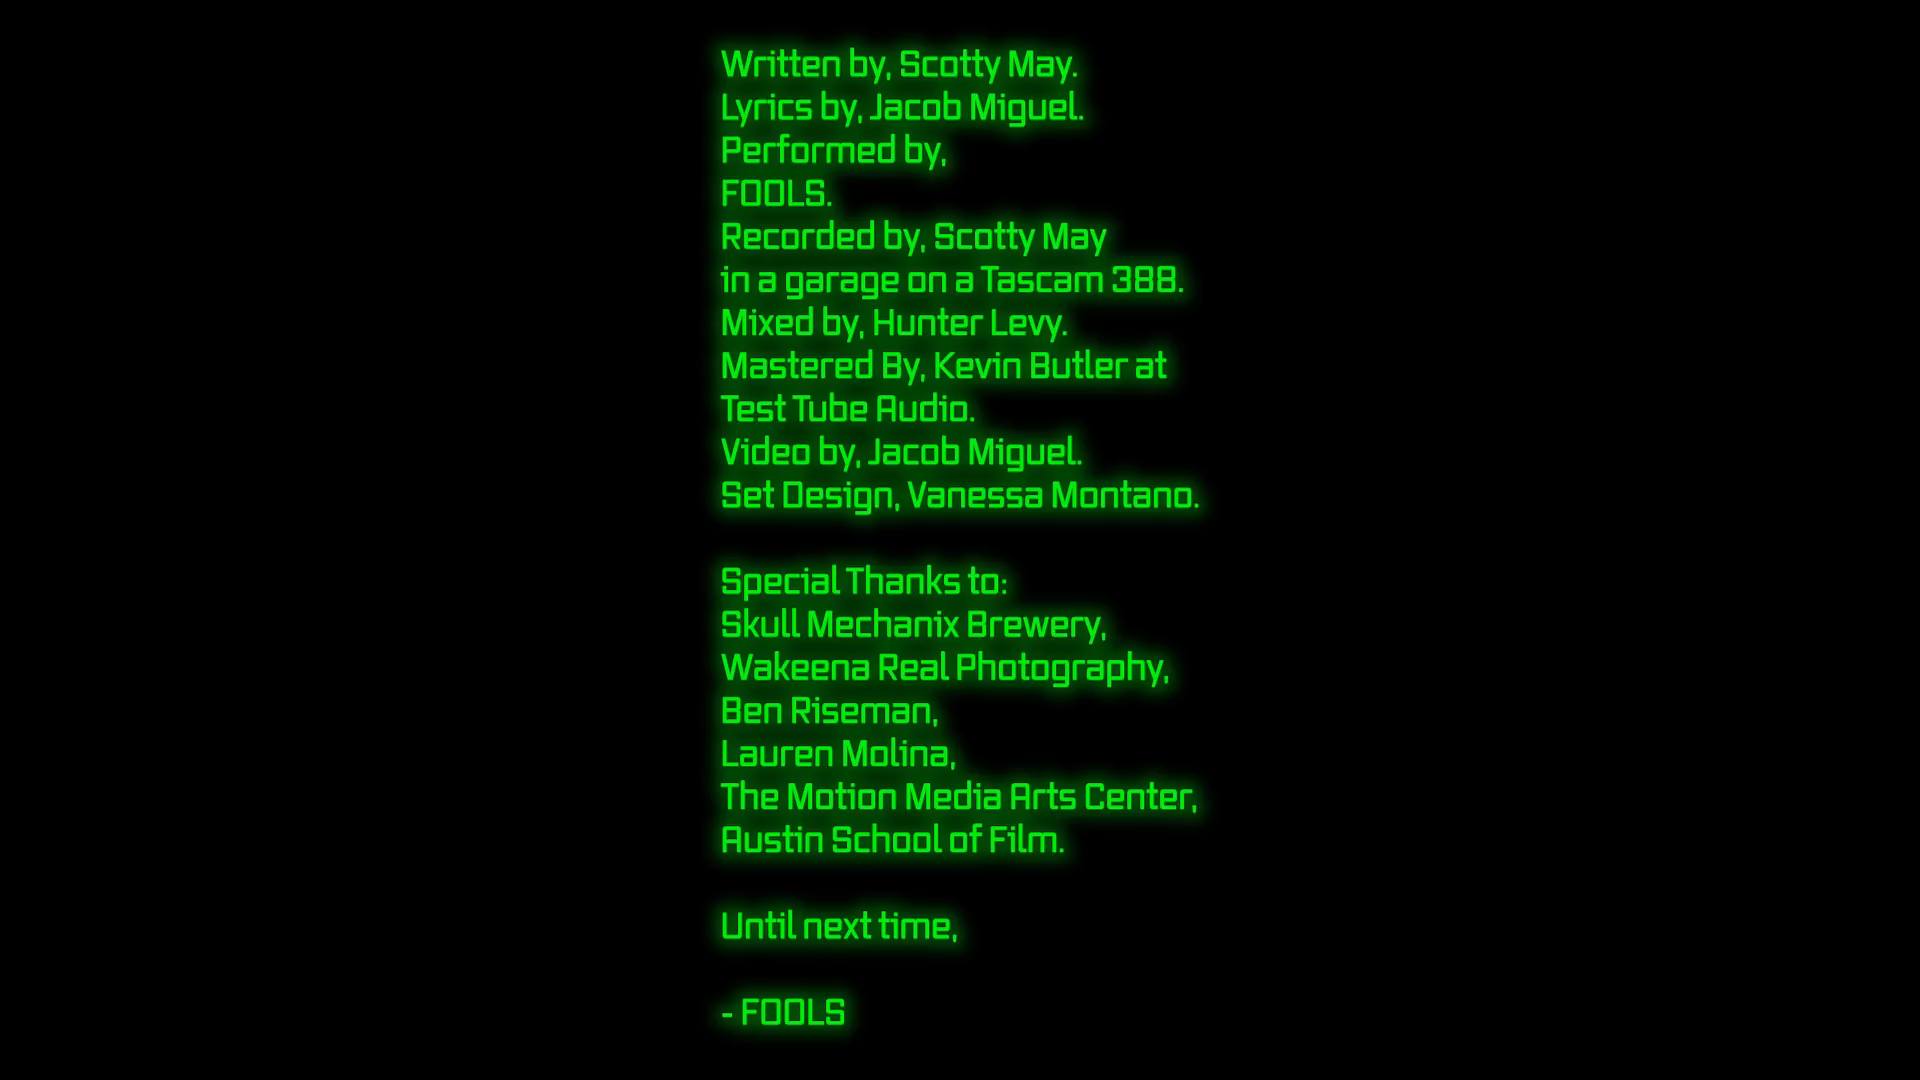 Written by, Scotty May.
Lyrics by, Jacob Miguel.
Performed by,
FOOLS.
Recorded by, Scotty May
in a garage on a Tascam 388.
Mixed by, Hunter Levy.
Mastered By, Kevin Butler at
Test Tube Audio.
Video by, Jacob Miguel.
Set Design, Vanessa Montano.
Special Thanks to:
Skull Mechanix Brewery,
Wakeena Real Photography,
Ben Riseman,
Lauren Molina,
The Motion Media Arts Center,
Austin School of Film.
Until next time,
- FOOLS